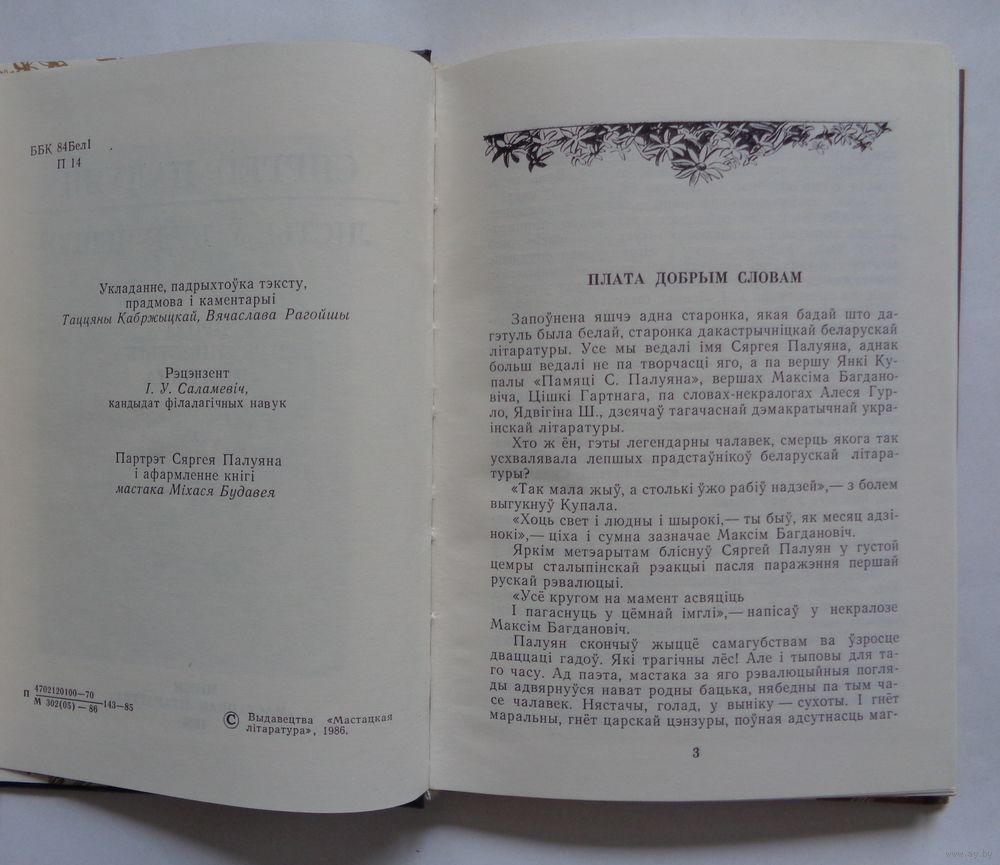 ББК 84Бел1
П 14
Укладанне, падрыхтоўка тэксту,
прадмова і каментарыі
Таццяны Кабржыцкай, Вячаслава Рагойшы
Рэцэнзент
І. У. Саламевіч,
кандыдат філалагічных навук
Партрэт Сяргея Палуяна
і афармленне кнігі
мастака Міхася Будавея
П 4702120100—70
М 302(05) — 86 —143—85
© Выдавецтва «Мастацкая
літаратура», 1986.
ПЛАТА ДОБРЫМ СЛОВАМ
Запоўнена яшчэ адна старонка, якая бадай што да-
гэтуль была белай, старонка дакастрычніцкай беларускай
літаратуры. Усе мы ведалі імя Сяргея Палуяна, аднак
больш ведалі не па творчасці яго, а па вершу Янкі Ку-
палы «Памяці С. Палуяна», вершах Максіма Багдано-
віча, Цішкі Гартнага, па словах-некралогах Алеся Гур-
ло, Ядвігіна Ш., дзеячаў тагачаснай дэмакратычнай укра-
інскай літаратуры.
Хто ж ён, гэты легендарны чалавек, смерць якога так
усхвалявала лепшых прадстаўнікоў беларускай літара-
туры?
«Так мала жыў, а столькі ўжо рабіў надзей»,— з болем
выгукнуў Купала.
«Хоць свет і людны і шырокі,— ты быў, як месяц адзі-
нокі»,— ціха і сумна зазначае Максім Багдановіч.
Яркім метэарытам бліснуў Сяргей Палуян у густой
цемры сталыпінскай рэакцыі пасля паражэння першай
рускай рэвалюцыі.
«Усё кругом на мамент асвяціць
І пагаснуць у цёмнай імглі»,— напісаў у некралозе
Максім Багдановіч.
Палуян скончыў жыццё самагубствам ва ўзросце
дваццаці гадоў. Які трагічны лёс! Але і тыповы для та-
го часу. Ад паэта, мастака за яго рэвалюцыйныя погля-
ды адвярнуўся нават родны бацька, нябедны па тым ча-
се чалавек. Нястачы, голад, у выніку — сухоты. І гнёт
маральны, гнёт царскай цэнзуры, поўная адсутнасць маг-
3
www.ay.by